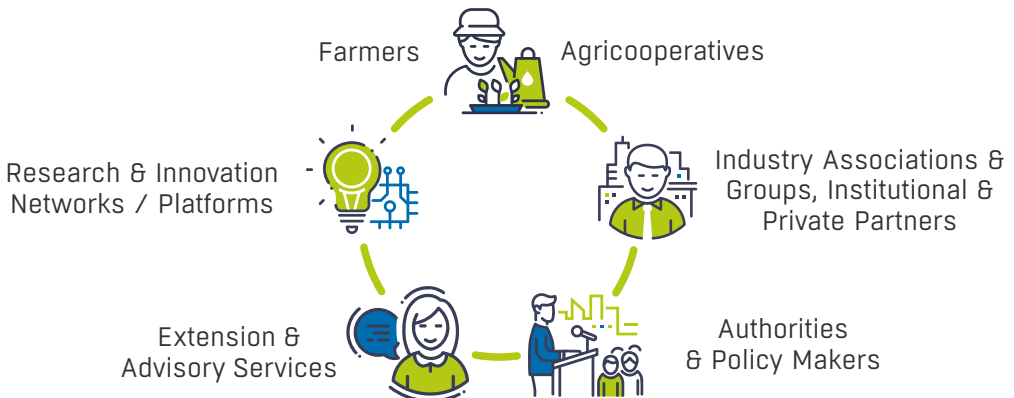 Farmers
Agricooperatives
Research & Innovation
Networks / Platforms
Industry Associations &
Groups, Institutional &
Private Partners
Extension &
Advisory Services
Authorities
& Policy Makers